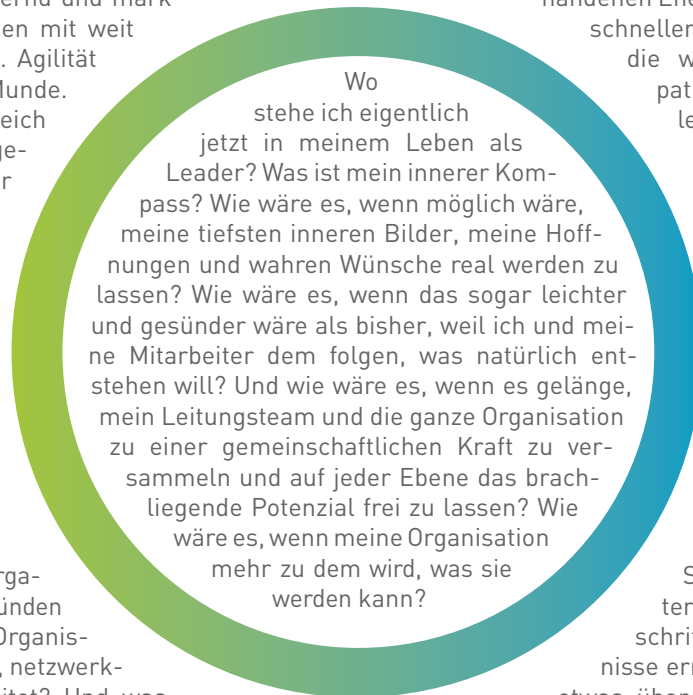 en mit weit
. Agilität
schneller
die
Wo
stehe ich eigentlich
jetzt in meinem Leben als
Leader? Was ist mein innerer Kom-
pass? Wie wäre es, wenn möglich wäre,
meine tiefsten inneren Bilder, meine Hoff-
nungen und wahren Wünsche real werden zu
lassen? Wie wäre es, wenn das sogar leichter
und gesünder wäre als bisher, weil ich und mei-
ne Mitarbeiter dem folgen, was natürlich ent-
stehen will? Und wie wäre es, wenn es gelänge,
mein Leitungsteam und die ganze Organisation
zu einer gemeinschaftlichen Kraft zu ver-
sammeln und auf jeder Ebene das brach-
liegende Potenzial frei zu lassen? Wie
wäre es, wenn meine Organisation
mehr zu dem wird, was sie
werden kann?
ünden
Organis-
, netzwerk-